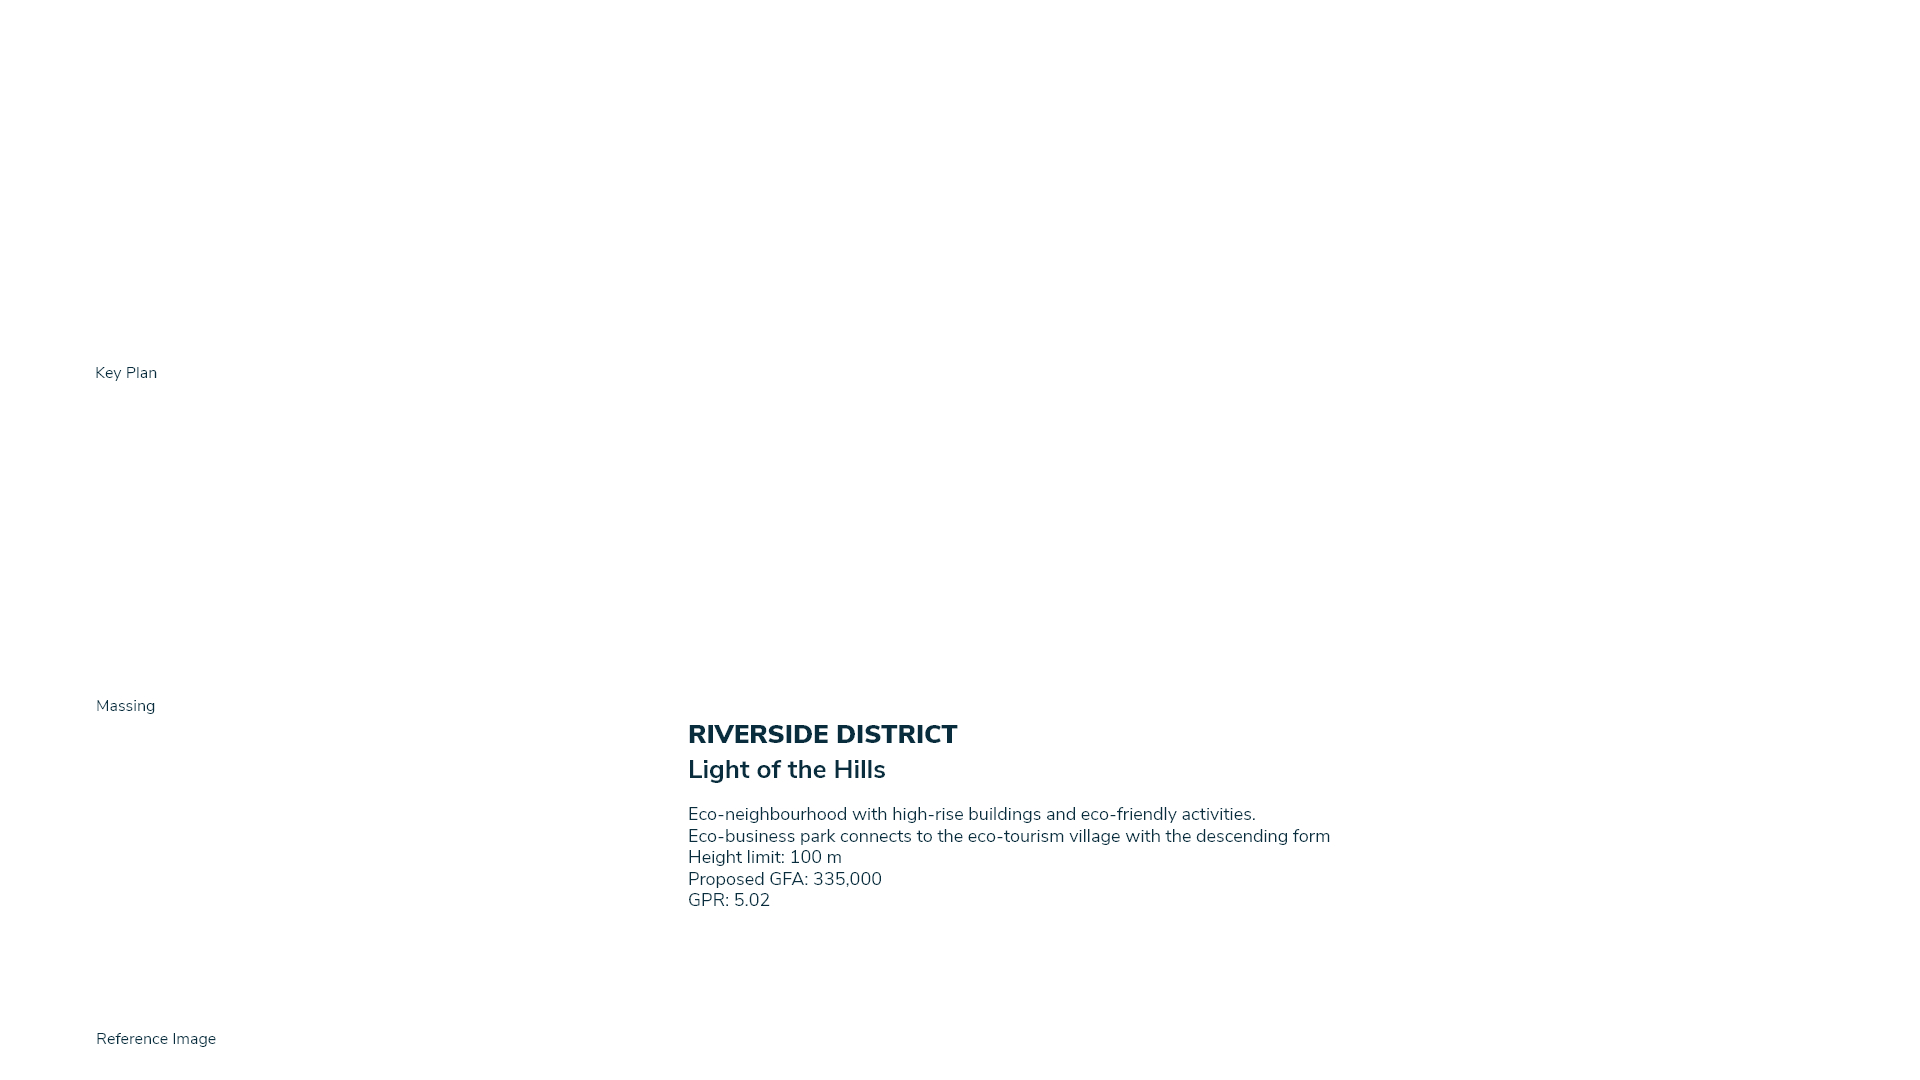 Key Plan
Massing
RIVERSIDE DISTRICT
Light of the Hills
Eco-neighbourhood with high-rise buildings and eco-friendly activities.
Eco-business park connects to the eco-tourism village with the descending form
Height limit: 100 m
Proposed GFA: 335,000
GPR: 5.02
Reference Image